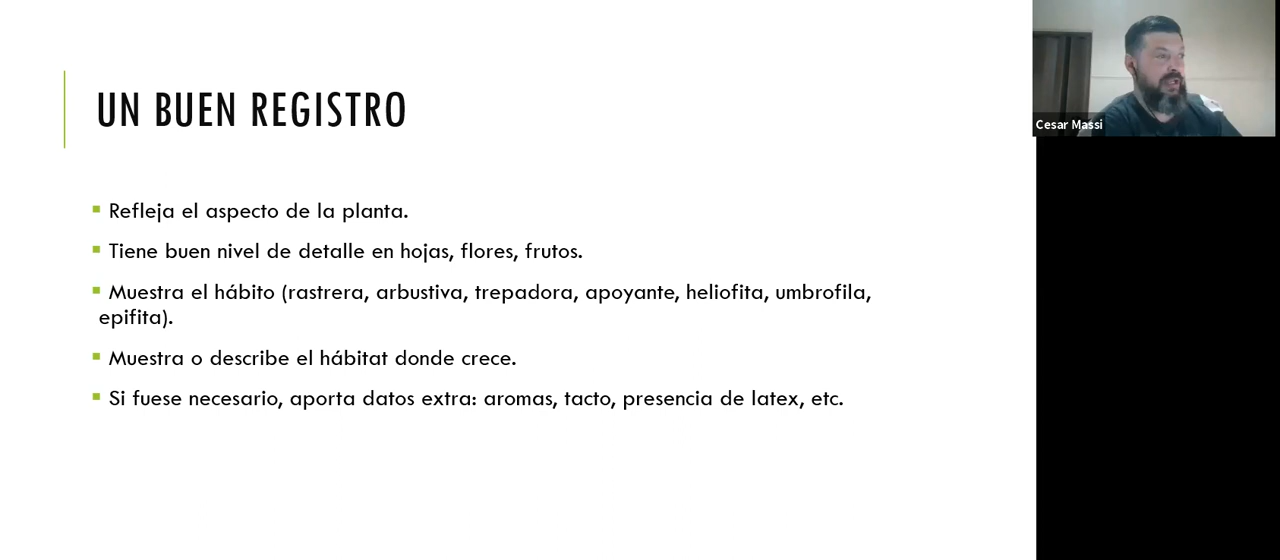 UN BUEN REGISTRO
Refleja el aspecto de la planta.
Tiene buen nivel de detalle en hojas, flores, frutos.
Muestra el hábito (rastrera, arbustiva, trepadora, apoyante, heliofita, umbrofila,
epifita).
Muestra o describe el hábitat donde crece.
Si fuese necesario, aporta datos extra: aromas, tacto, presencia de latex, etc.
Cesar Massi